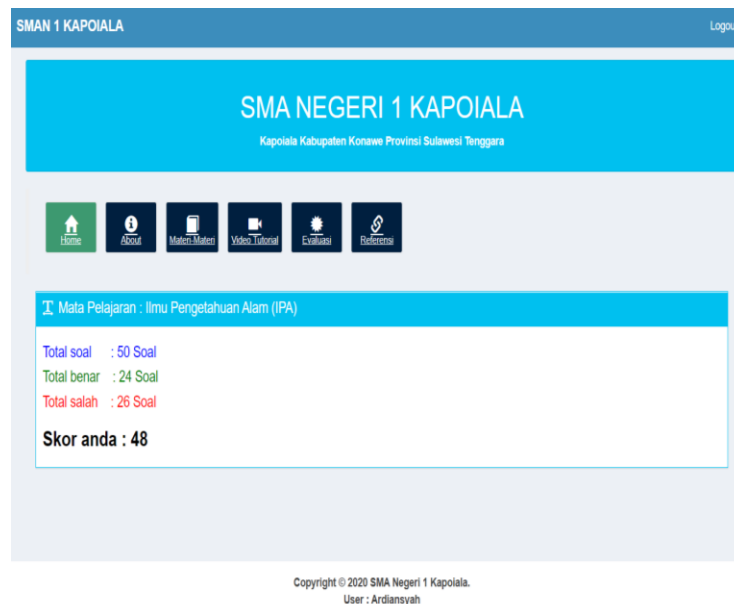 SMAN 1 KAPOIALA
Logou
SMA NEGERI 1 KAPOIALA
Kapoiala Kabupaten Konawe Provinsi Sulawesi Tenggara
Home
About
Materi-Materi
Video Tutorial
Evaluasi
Referensi
Mata Pelajaran : Ilmu Pengetahuan Alam (IPA)
Total soal : 50 Soal
Total benar : 24 Soal
Total salah : 26 Soal
Skor anda : 48
Copyright © 2020 SMA Negeri 1 Kapoiala.
User : Ardiansyah